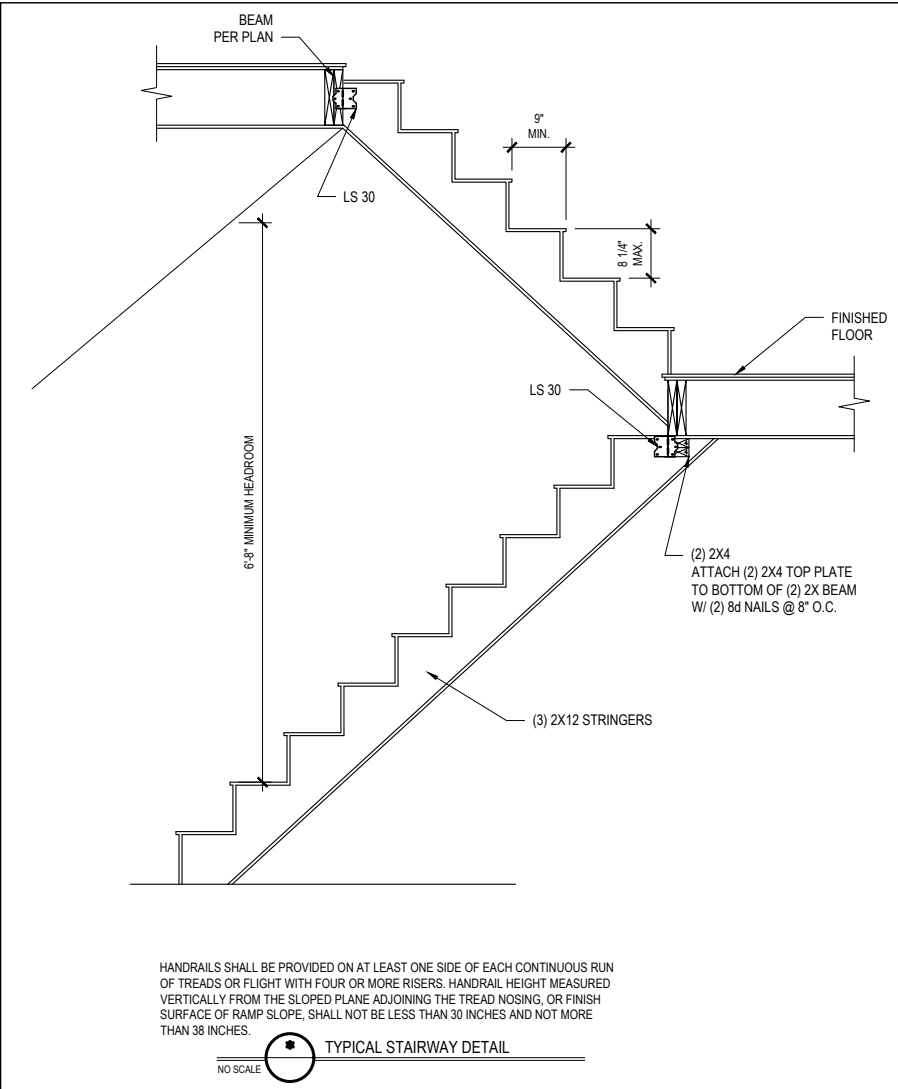 BEAM
PER PLAN
9"
MIN.
LS 30
8 1/4"
MAX.
FINISHED
FLOOR
LS 30
6'-8" MINIMUM HEADROOM
(2) 2X4
ATTACH (2) 2X4 TOP PLATE
TO BOTTOM OF (2) 2X BEAM
W/ (2) 8d NAILS @ 8" O.C.
(3) 2X12 STRINGERS
HANDRAILS SHALL BE PROVIDED ON AT LEAST ONE SIDE OF EACH CONTINUOUS RUN
OF TREADS OR FLIGHT WITH FOUR OR MORE RISERS. HANDRAIL HEIGHT MEASURED
VERTICALLY FROM THE SLOPED PLANE ADJOINING THE TREAD NOSING, OR FINISH
SURFACE OF RAMP SLOPE, SHALL NOT BE LESS THAN 30 INCHES AND NOT MORE
THAN 38 INCHES.
TYPICAL STAIRWAY DETAIL
NO SCALE